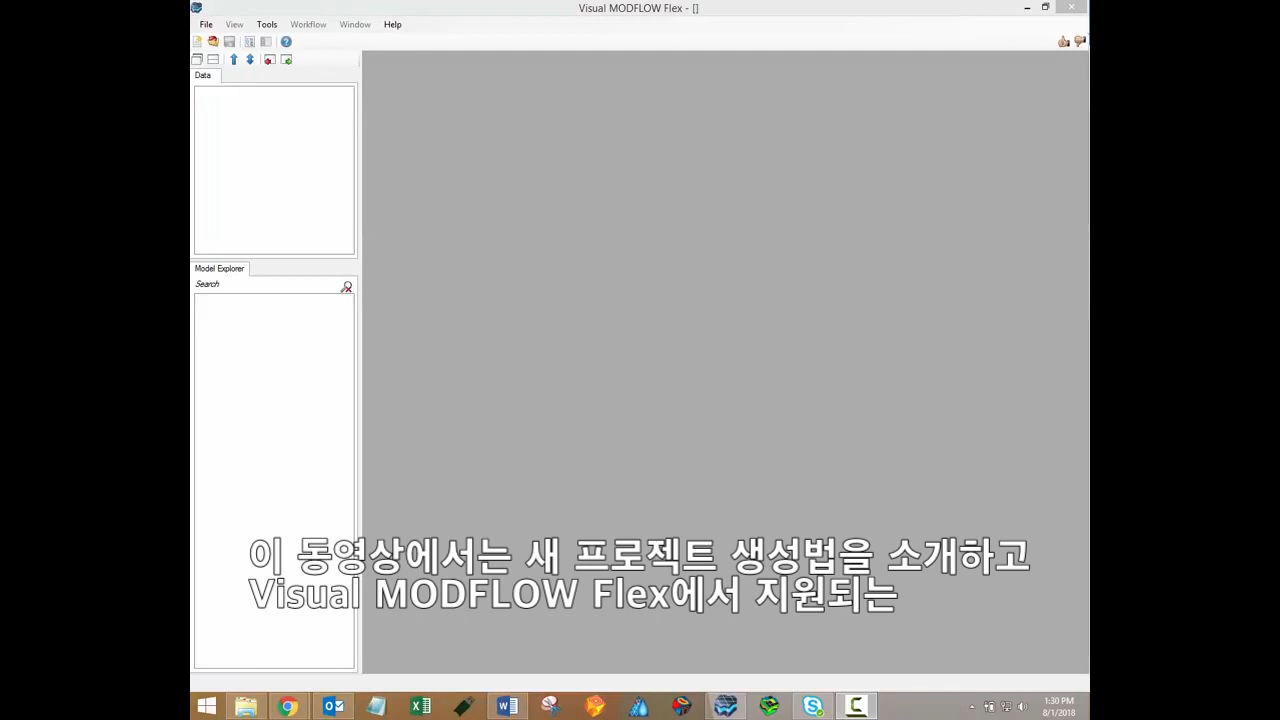 Visual MODFLOW Flex - []
File View Tools Workflow Window Help
Data
Model Explorer
Search
이 동영상에서는 새 프로젝트 생성법을 소개하고
Visual MODFLOW Flex에서 지원되는
1:30 PM
8/1/2018